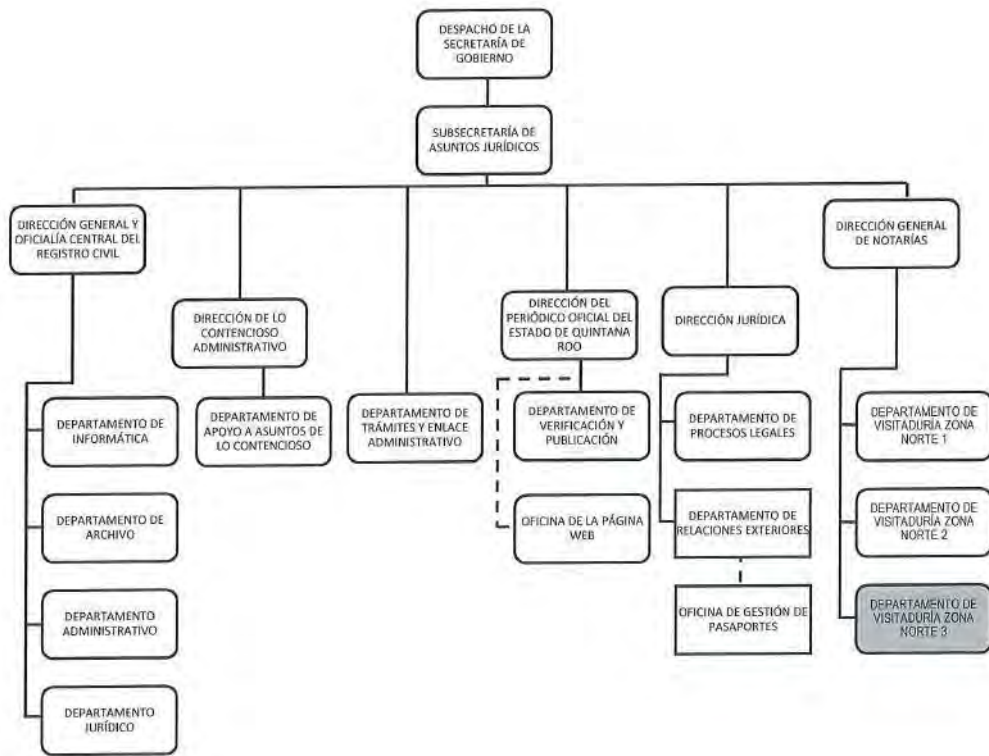 DESPACHO DE LA
SECRETARÍA DE
GOBIERNO
SUBSECRETARÍA DE
ASUNTOS JURÍDICOS
DIRECCIÓN GENERAL Y
OFICIALÍA CENTRAL DEL
REGISTRO CIVIL
DIRECCIÓN GENERAL
DE NOTARÍAS
DIRECCIÓN DE LO
CONTENCIOSO
ADMINISTRATIVO
DIRECCIÓN DEL
PERIÓDICO OFICIAL DEL
ESTADO DE QUINTANA
ROO
DIRECCIÓN JURÍDICA
DEPARTAMENTO
DE INFORMÁTICA
DEPARTAMENTO DE
APOYO A ASUNTOS DE
LO CONTENCIOSO
DEPARTAMENTO DE
TRÁMITES Y ENLACE
ADMINISTRATIVO
DEPARTAMENTO DE
VERIFICACIÓN Y
PUBLICACIÓN
DEPARTAMENTO DE
PROCESOS LEGALES
DEPARTAMENTO DE
VISITADURÍA ZONA
NORTE 1
DEPARTAMENTO DE
ARCHIVO
OFICINA DE LA PÁGINA
WEB
DEPARTAMENTO DE
RELACIONES EXTERIORES
DEPARTAMENTO DE
VISITADURÍA ZONA
NORTE 2
DEPARTAMENTO
ADMINISTRATIVO
OFICINA DE GESTIÓN DE
PASAPORTES
DEPARTAMENTO DE
VISITADURÍA ZONA
NORTE 3
DEPARTAMENTO
JURÍDICO